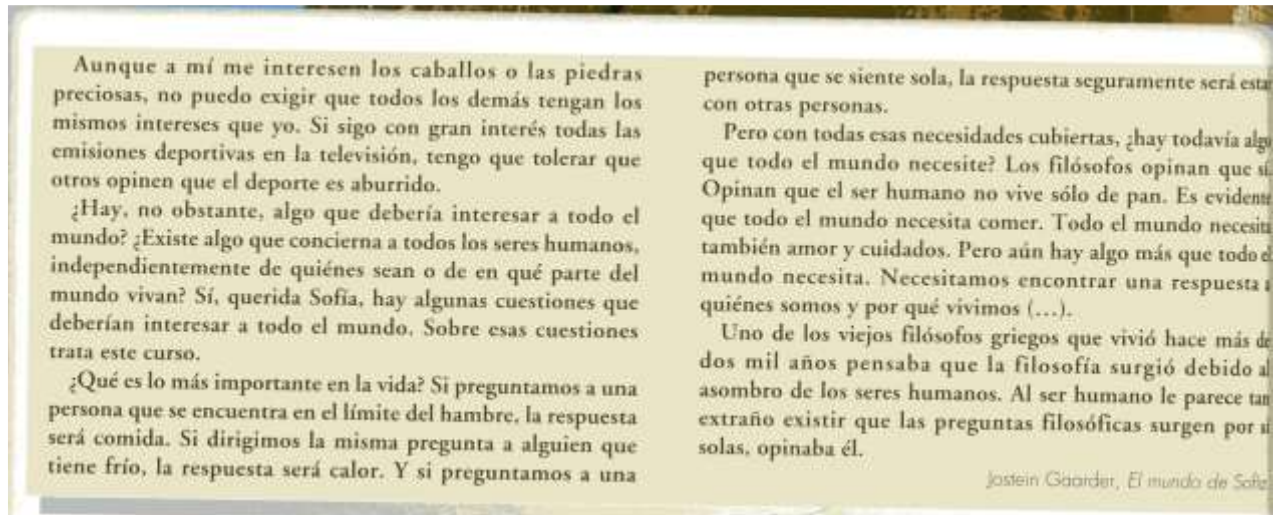 Aunque a mí me interesen los caballos o las piedras
preciosas, no puedo exigir que todos los demás tengan los
mismos intereses que yo. Si sigo con gran interés todas las
emisiones deportivas en la televisión, tengo que tolerar que
otros opinen que el deporte es aburrido.
¿Hay, no obstante, algo que debería interesar a todo el
mundo? ¿Existe algo que concierna a todos los seres humanos,
independientemente de quiénes sean o de en qué parte del
mundo vivan? Sí, querida Sofía, hay algunas cuestiones que
deberían interesar a todo el mundo. Sobre esas cuestiones
trata este curso.
¿Qué es lo más importante en la vida? Si preguntamos a una
persona que se encuentra en el límite del hambre, la respuesta
será comida. Si dirigimos la misma pregunta a alguien que
tiene frío, la respuesta será calor. Y si preguntamos a una
persona que se siente sola, la respuesta seguramente será estar
con otras personas.
Pero con todas esas necesidades cubiertas, ¿hay todavía algo
que todo el mundo necesite? Los filósofos opinan que sí.
Opinan que el ser humano no vive sólo de pan. Es evidente
que todo el mundo necesita comer. Todo el mundo necesita
también amor y cuidados. Pero aún hay algo más que todo el
mundo necesita. Necesitamos encontrar una respuesta a
quiénes somos y por qué vivimos (...).
Uno de los viejos filósofos griegos que vivió hace más de
dos mil años pensaba que la filosofía surgió debido al
asombro de los seres humanos. Al ser humano le parece tan
extraño existir que las preguntas filosóficas surgen por sí
solas, opinaba él.
Jostein Gaarder, El mundo de Sofía